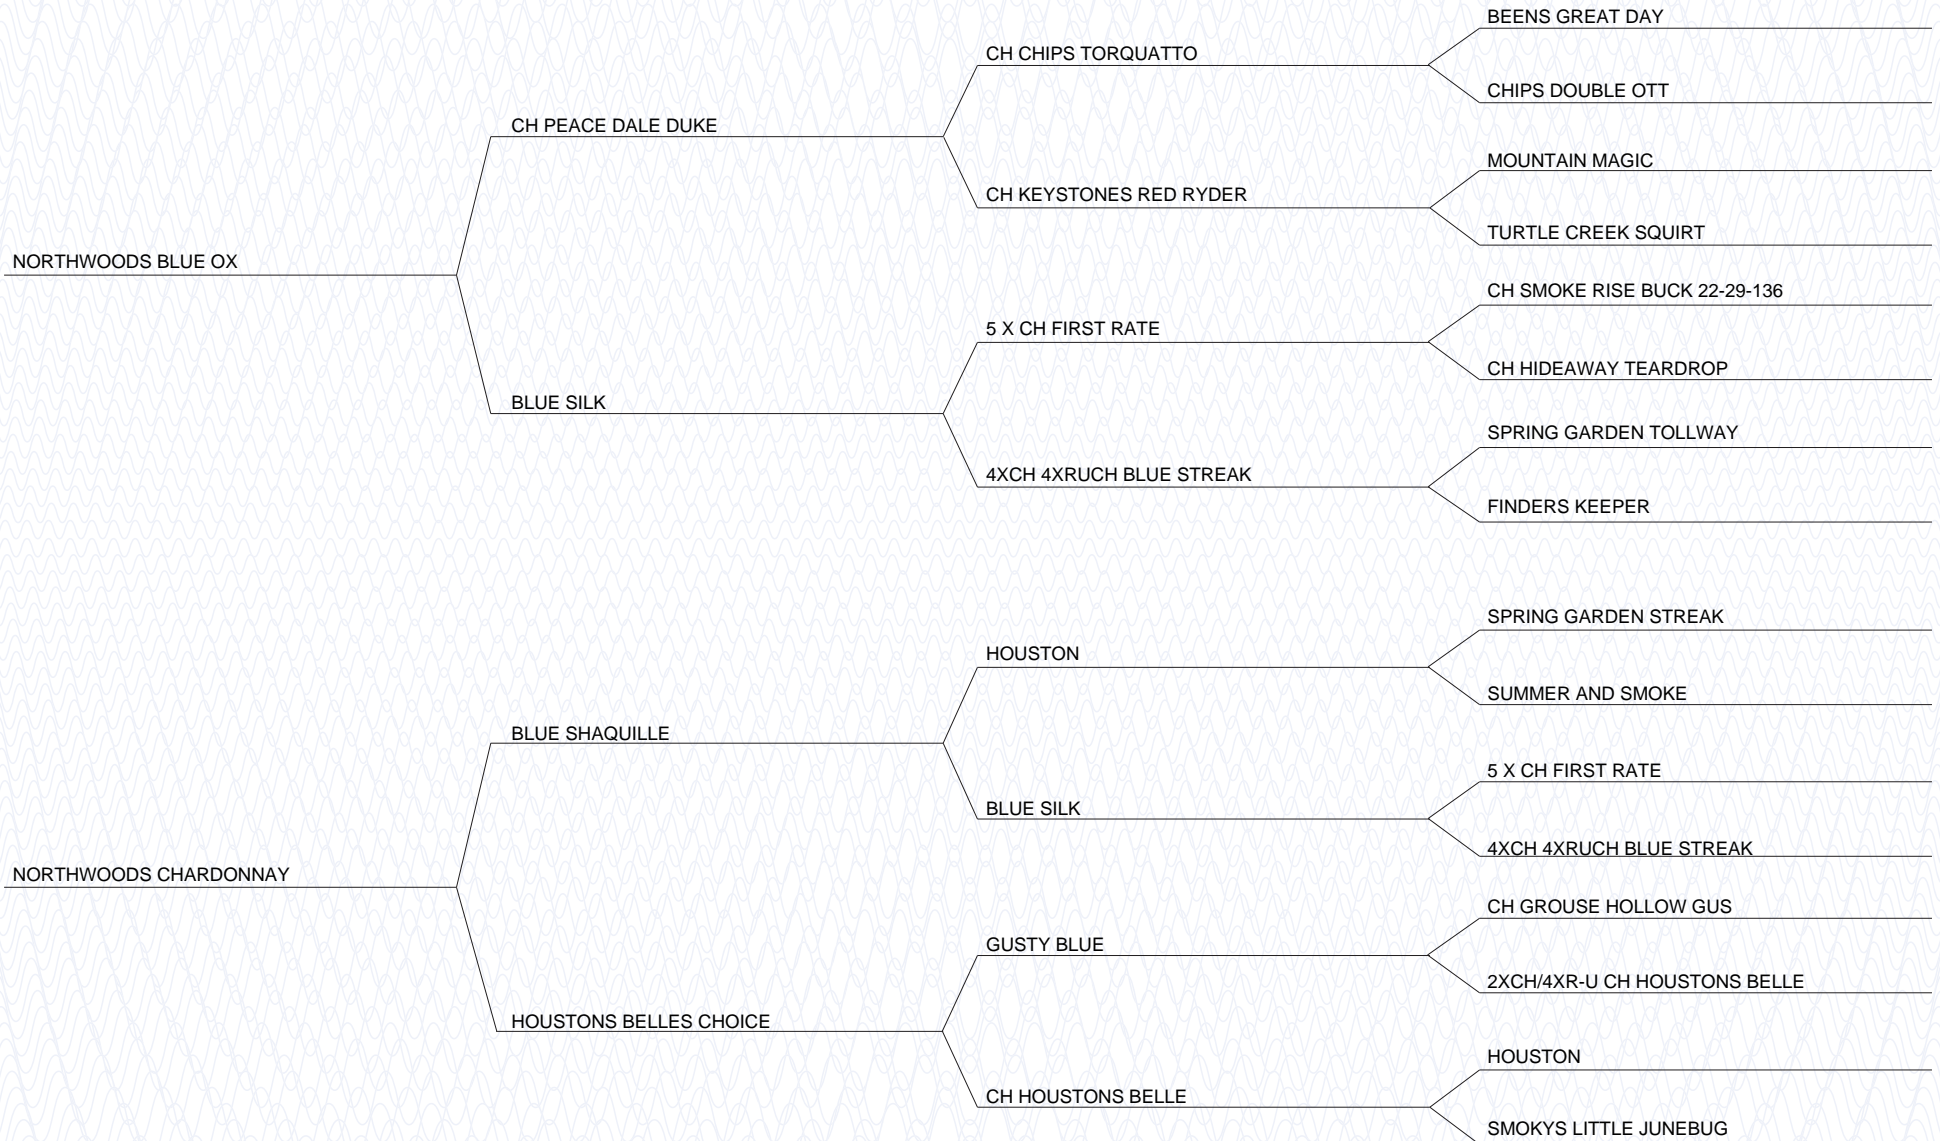 BEENS GREAT DAY
CH CHIPS TORQUATTO
CHIPS DOUBLE OTT
CH PEACE DALE DUKE
MOUNTAIN MAGIC
CH KEYSTONES RED RYDER
TURTLE CREEK SQUIRT
NORTHWOODS BLUE OX
CH SMOKE RISE BUCK 22-29-136
5 X CH FIRST RATE
CH HIDEAWAY TEARDROP
BLUE SILK
SPRING GARDEN TOLLWAY
4XCH 4XRUCH BLUE STREAK
FINDERS KEEPER
SPRING GARDEN STREAK
HOUSTON
SUMMER AND SMOKE
BLUE SHAQUILLE
5 X CH FIRST RATE
BLUE SILK
4XCH 4XRUCH BLUE STREAK
NORTHWOODS CHARDONNAY
CH GROUSE HOLLOW GUS
GUSTY BLUE
2XCH/4XR-U CH HOUSTONS BELLE
HOUSTONS BELLES CHOICE
HOUSTON
CH HOUSTONS BELLE
SMOKYS LITTLE JUNEBUG